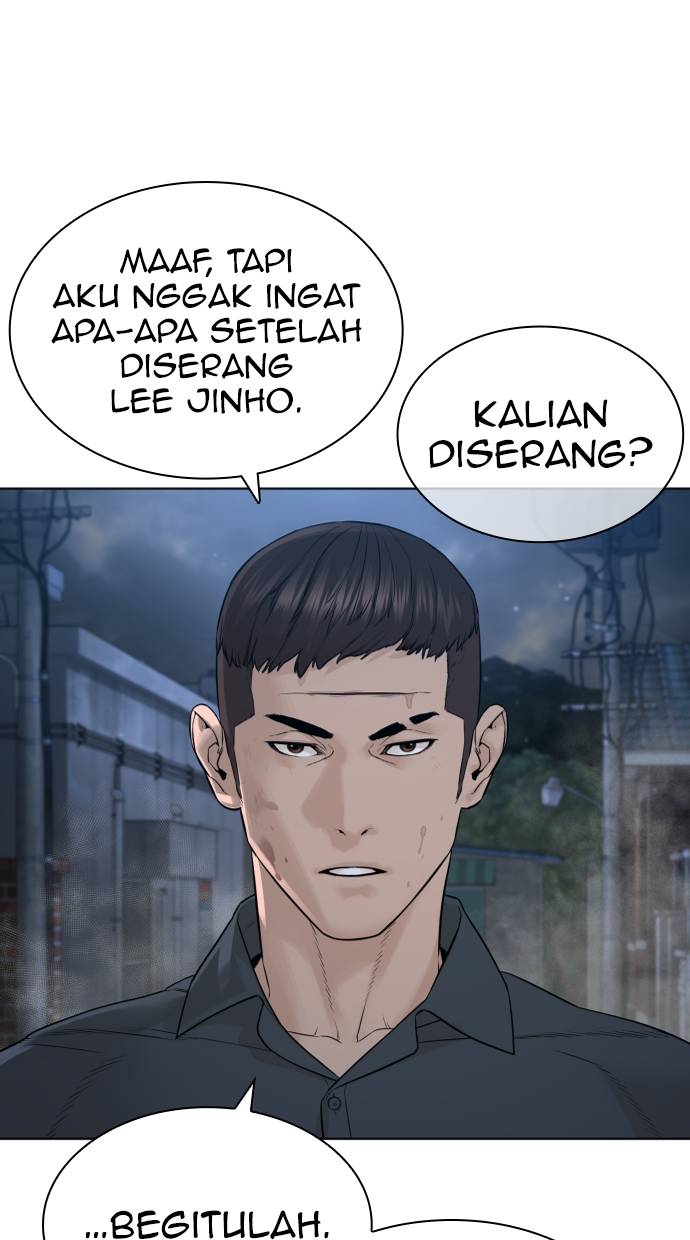 MAAF, TAPI
AKU NGGAK INGAT
APA-APA SETELAH
DISERANG
LEE JINHO.
KALIAN
DISERANG?
...BEGITULAH.